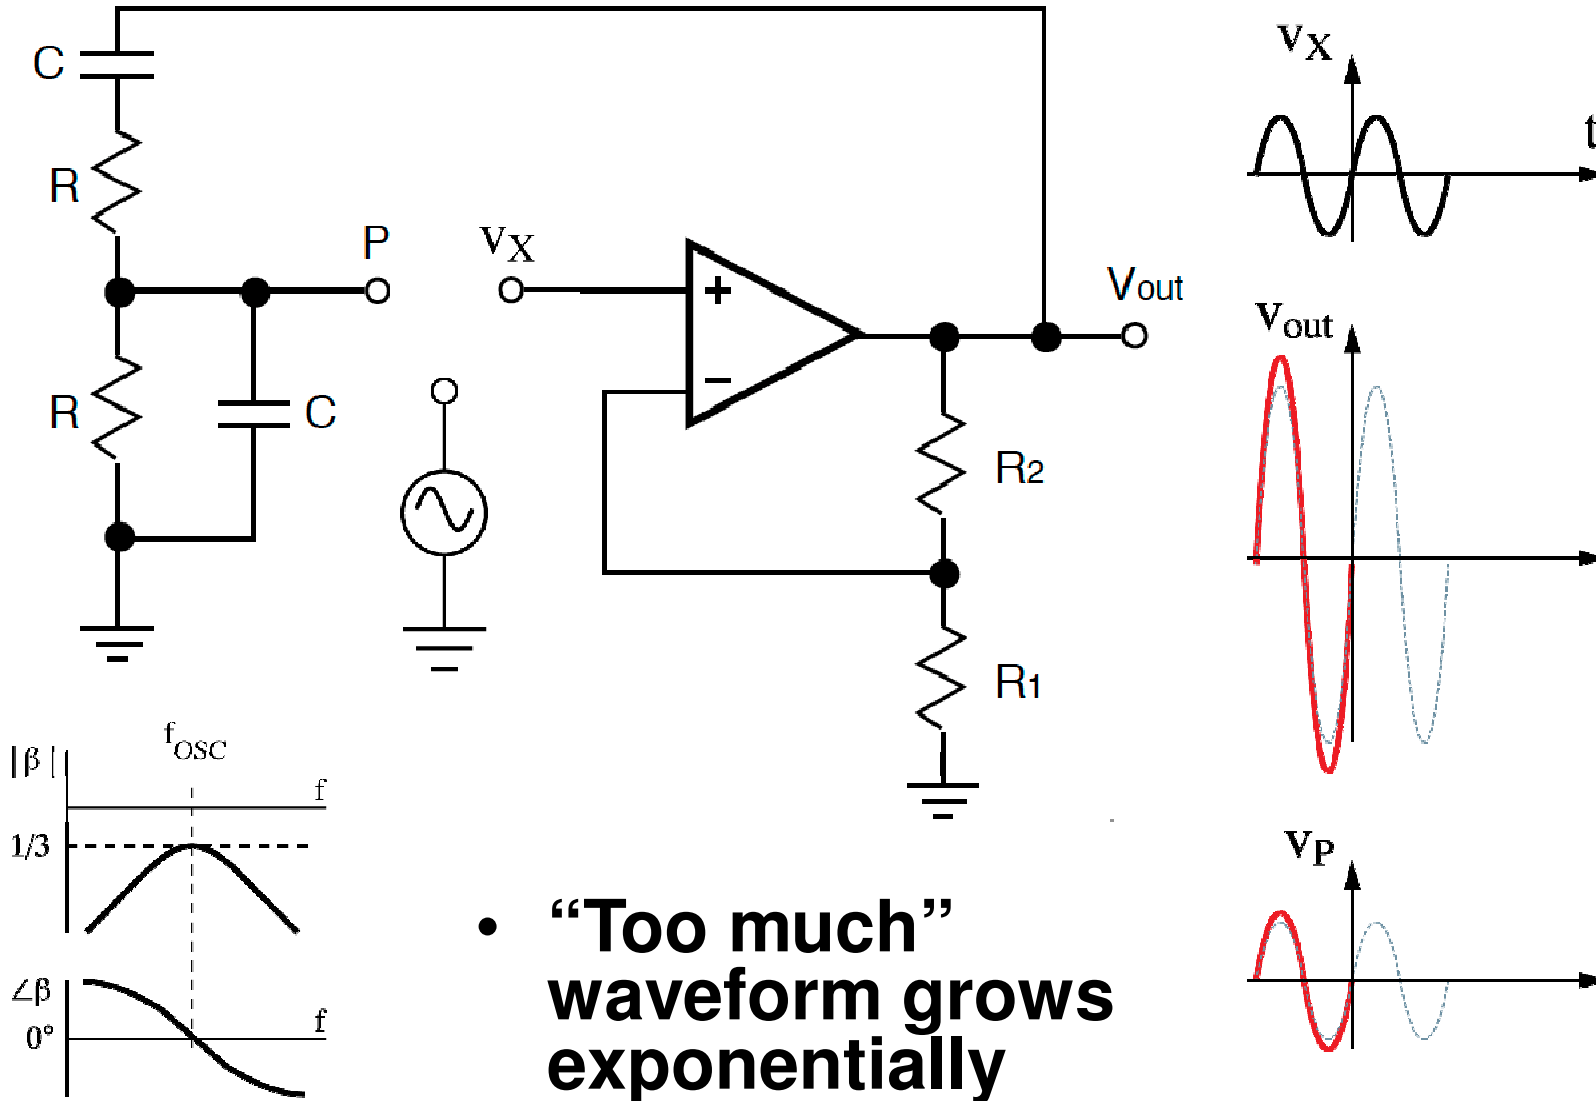 C
R
P
vX
+
−
Vout
R
C
R2
R1
fOSC
|β|
f
1/3
∠β
0°
f
• “Too much”
waveform grows
exponentially
vX
t
vout
vP